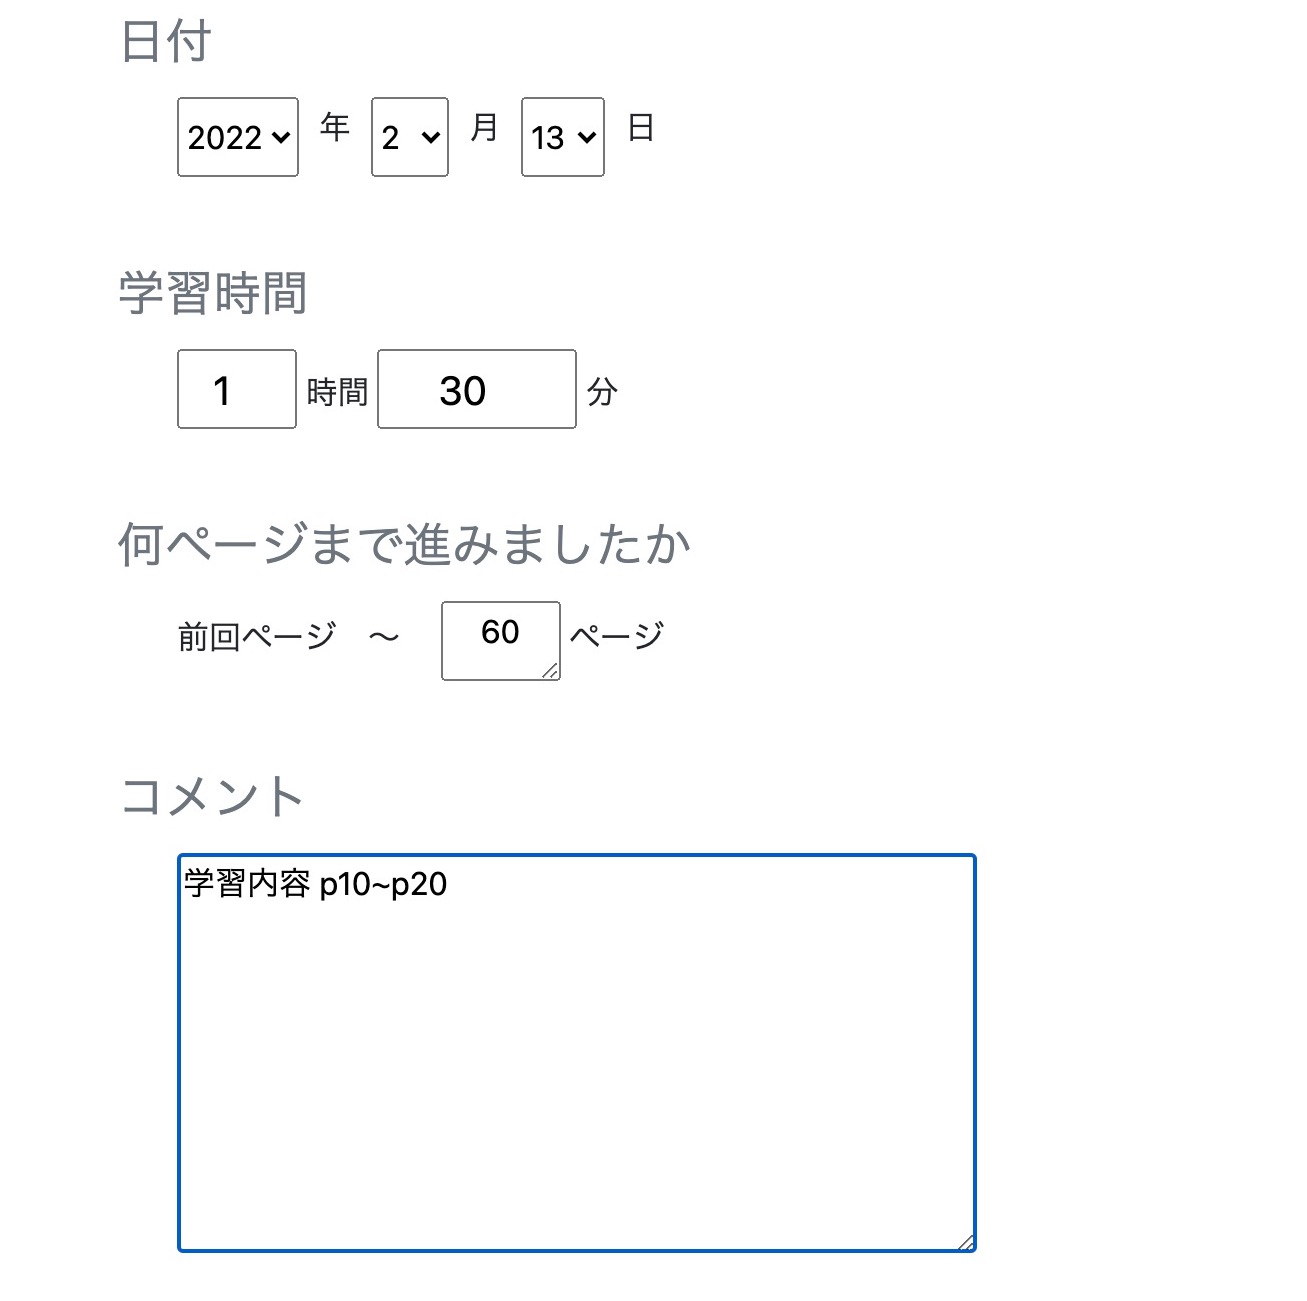 日付
2022 年 2 月 13 日
学習時間
1 時間 30 分
何ページまで進みましたか
前回ページ ～ 60 ページ
コメント
学習内容 p10~p20